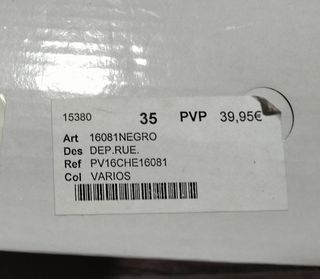 15380 35 PVP 39,95€
Art 16081NEGRO
Des DEP.RUE.
Ref PV16CHE16081
Col VARIOS